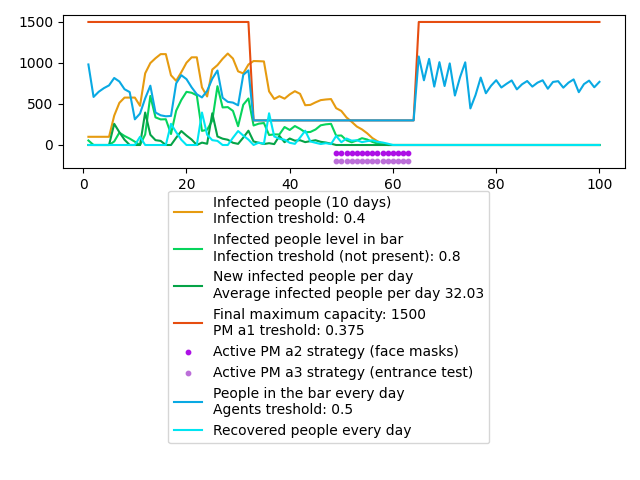 1500
1000
500
0
0 20 40 60 80 100
Infected people (10 days)
Infection treshold: 0.4
Infected people level in bar
Infection treshold (not present): 0.8
New infected people per day
Average infected people per day 32.03
Final maximum capacity: 1500
PM a1 treshold: 0.375
Active PM a2 strategy (face masks)
Active PM a3 strategy (entrance test)
People in the bar every day
Agents treshold: 0.5
Recovered people every day